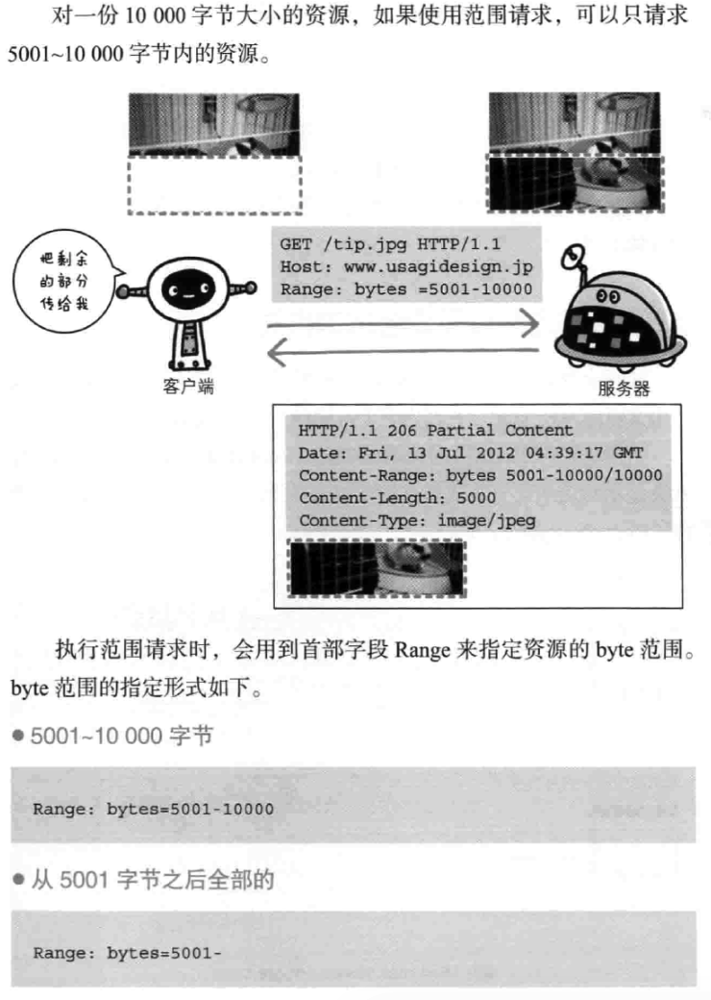 对一份 10 000 字节大小的资源，如果使用范围请求，可以只请求
5001~10 000 字节内的资源。
把剩余
的部分
传给我
GET /tip.jpg HTTP/1.1
Host: www.usagidesign.jp
Range: bytes =5001-10000
客户端
服务器
HTTP/1.1 206 Partial Content
Date: Fri, 13 Jul 2012 04:39:17 GMT
Content-Range: bytes 5001-10000/10000
Content-Length: 5000
Content-Type: image/jpeg
执行范围请求时，会用到首部字段 Range 来指定资源的 byte 范围。
byte 范围的指定形式如下。
● 5001~10 000 字节
Range: bytes=5001-10000
● 从 5001 字节之后全部的
Range: bytes=5001-